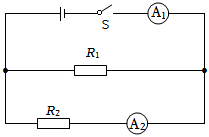 S A₁
R₁
R₂ A₂